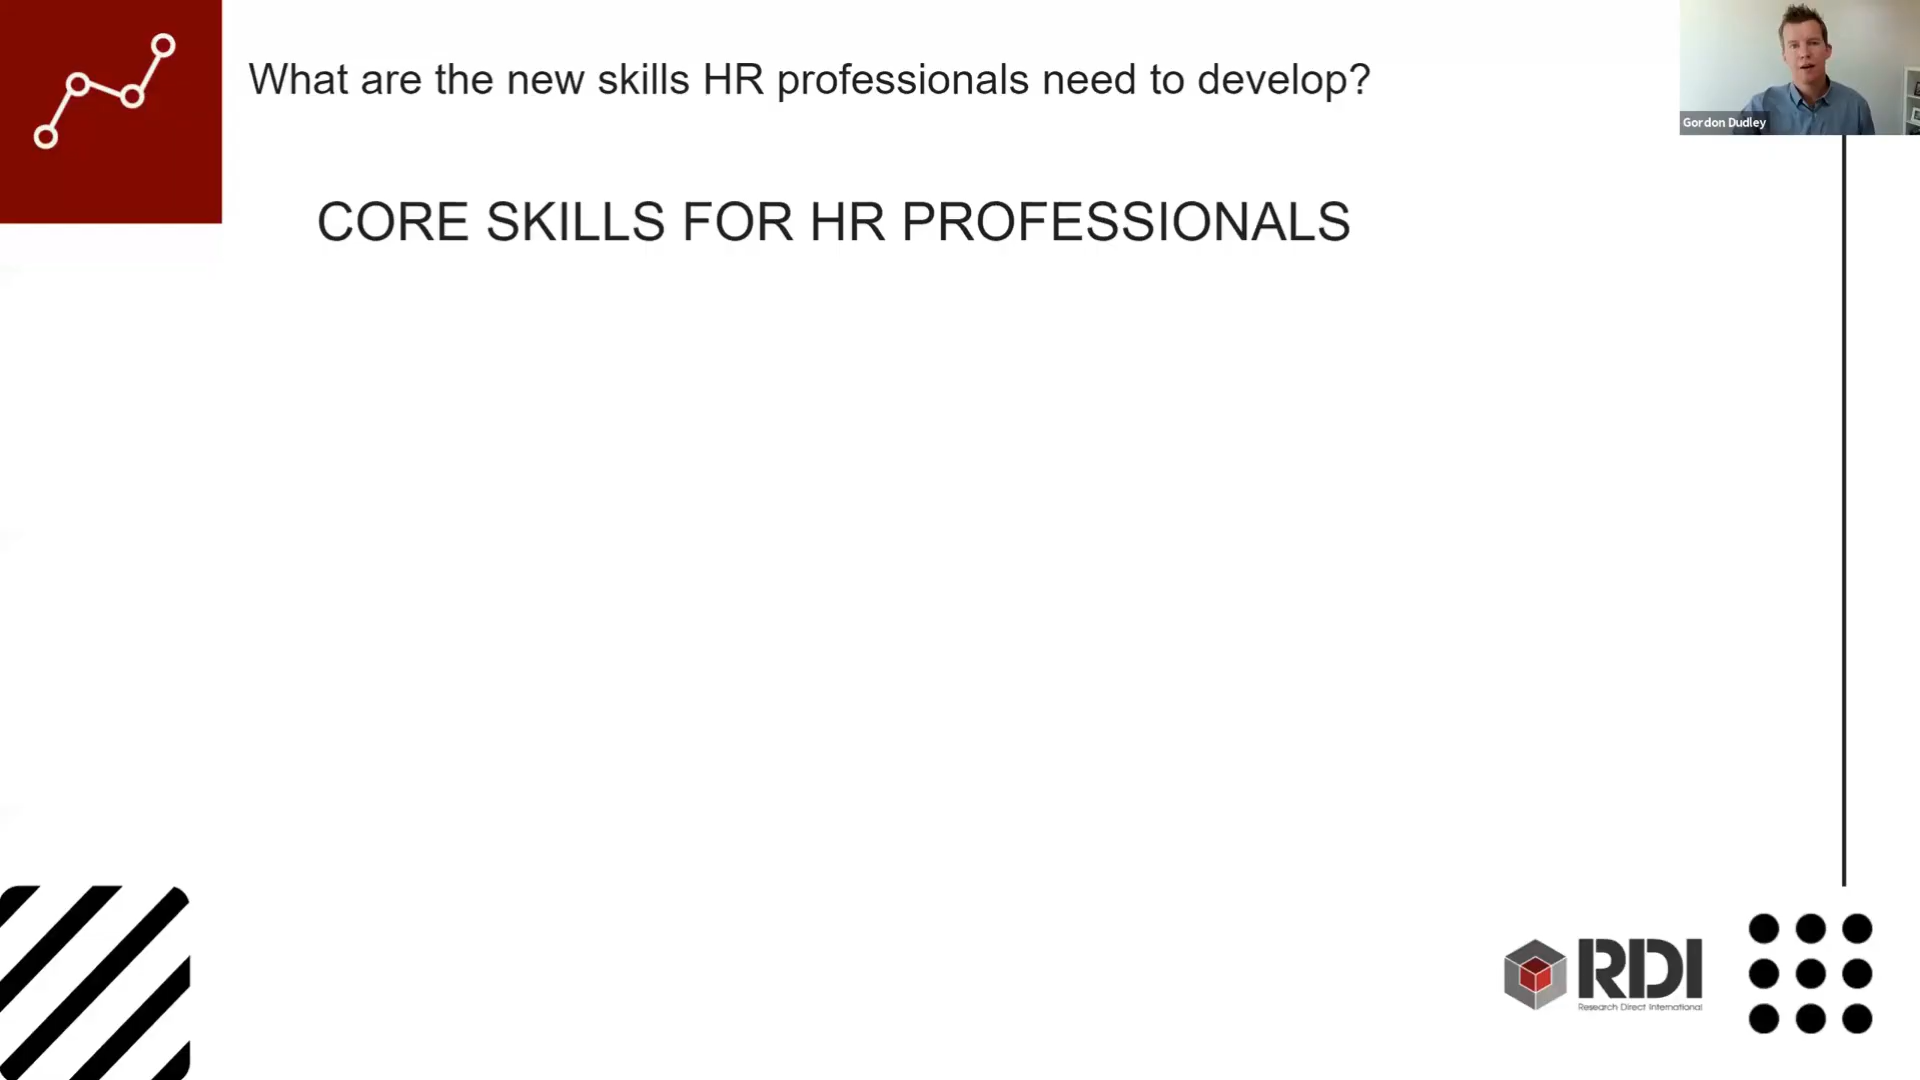 What are the new skills HR professionals need to develop?
Gordon Dudley
CORE SKILLS FOR HR PROFESSIONALS
RDI
Research Direct International